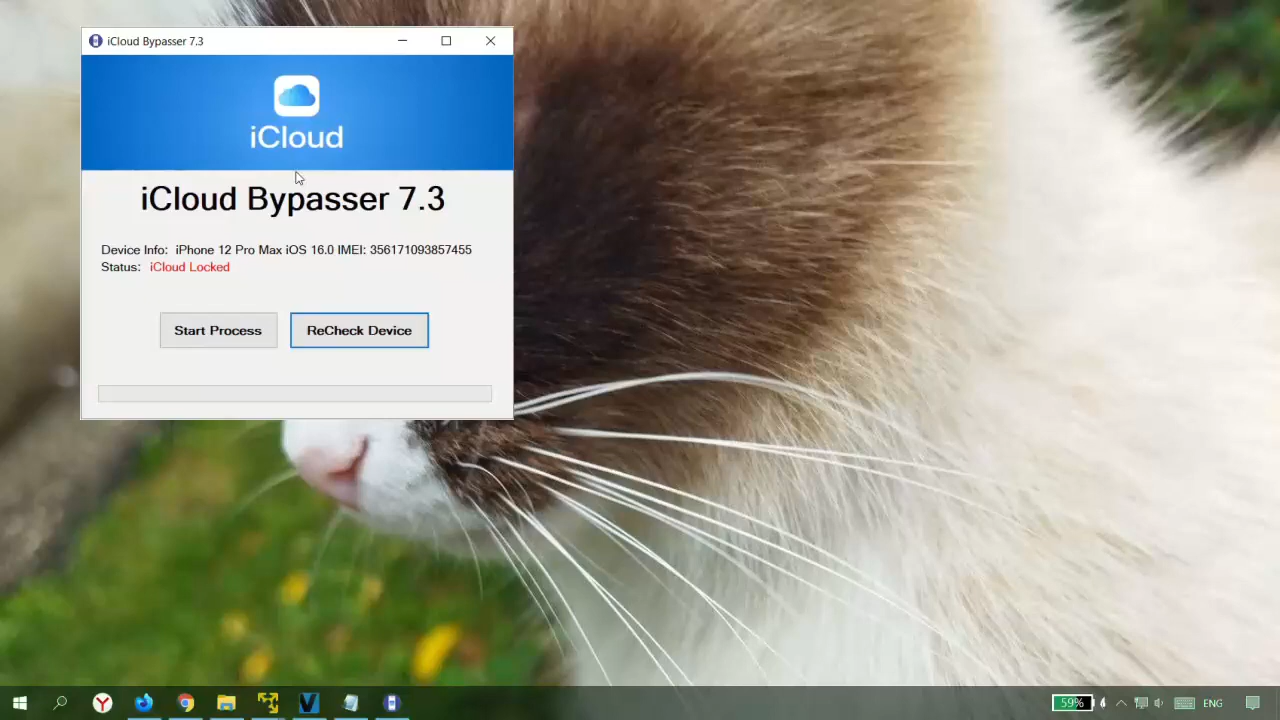 iCloud Bypasser 7.3
iCloud
iCloud Bypasser 7.3
Device Info: iPhone 12 Pro Max iOS 16.0 IMEI: 356171093857455
Status: iCloud Locked
Start Process
ReCheck Device
59%
ENG